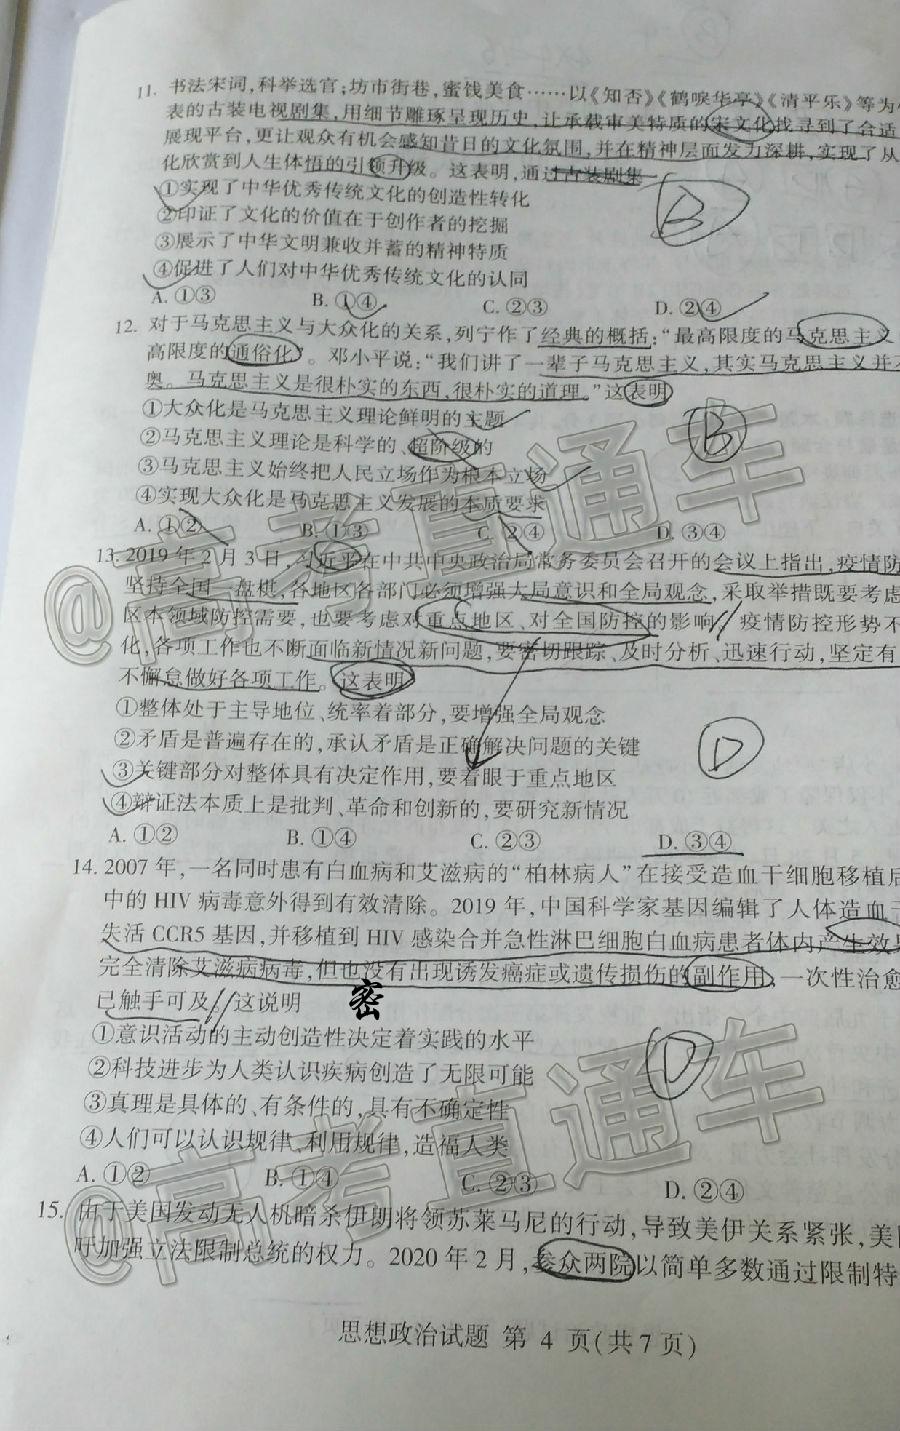 11. 书法宋词,科举选官;坊市街巷,蜜饯美食……以《知否》《鹤唳华亭》《清平乐》等为
表的古装电视剧集,用细节雕琢呈现历史,让承载审美特质的宋文化找寻到了合适
展现平台,更让观众有机会感知昔日的文化氛围,并在精神层面发力深耕,实现了从
化欣赏到人生体悟的引领升级。这表明,通过古装剧集
①实现了中华优秀传统文化的创造性转化
②印证了文化的价值在于创作者的挖掘
B
③展示了中华文明兼收并蓄的精神特质
④促进了人们对中华优秀传统文化的认同
A. ①③ B. ①④ C. ②③ D. ②④
12. 对于马克思主义与大众化的关系,列宁作了经典的概括:“最高限度的马克思主义
高限度的通俗化”。邓小平说:“我们讲了一辈子马克思主义,其实马克思主义并不
奥。马克思主义是很朴实的东西,很朴实的道理。”这表明
①大众化是马克思主义理论鲜明的主题
B
②马克思主义理论是科学的、超阶级的
③马克思主义始终把人民立场作为根本立场
④实现大众化是马克思主义发展的本质要求
A. ①② B. ①③ C. ②④ D. ③④
13. 2019年2月3日,习近平在中共中央政治局常务委员会召开的会议上指出,疫情防
坚持全国一盘棋,各地区各部门必须增强大局意识和全局观念,采取举措既要考虑
区本领域防控需要,也要考虑对重点地区、对全国防控的影响。疫情防控形势不
化,各项工作也不断面临新情况新问题,要密切跟踪、及时分析、迅速行动,坚定有
不懈怠做好各项工作。这表明
①整体处于主导地位、统率着部分,要增强全局观念
②矛盾是普遍存在的,承认矛盾是正确解决问题的关键
D
③关键部分对整体具有决定作用,要着眼于重点地区
④辩证法本质上是批判、革命和创新的,要研究新情况
A. ①② B. ①④ C. ②③ D. ③④
14. 2007年,一名同时患有白血病和艾滋病的“柏林病人”在接受造血干细胞移植后
中的HIV病毒意外得到有效清除。2019年,中国科学家基因编辑了人体造血干
失活CCR5基因,并移植到HIV感染合并急性淋巴细胞白血病患者体内产生效果
完全清除艾滋病病毒,但也没有出现诱发癌症或遗传损伤的副作用,一次性治愈
已触手可及。这说明
密
①意识活动的主动创造性决定着实践的水平
②科技进步为人类认识疾病创造了无限可能
D
③真理是具体的、有条件的,具有不确定性
④人们可以认识规律、利用规律,造福人类
A. ①② B. ①④ C. ②③ D. ②④
15. 由于美国发动无人机暗杀伊朗将领苏莱马尼的行动,导致美伊关系紧张,美国
吁加强立法限制总统的权力。2020年2月,参众两院以简单多数通过限制特
思想政治试题 第 4 页(共7页)
@高考直通车
@高考直通车